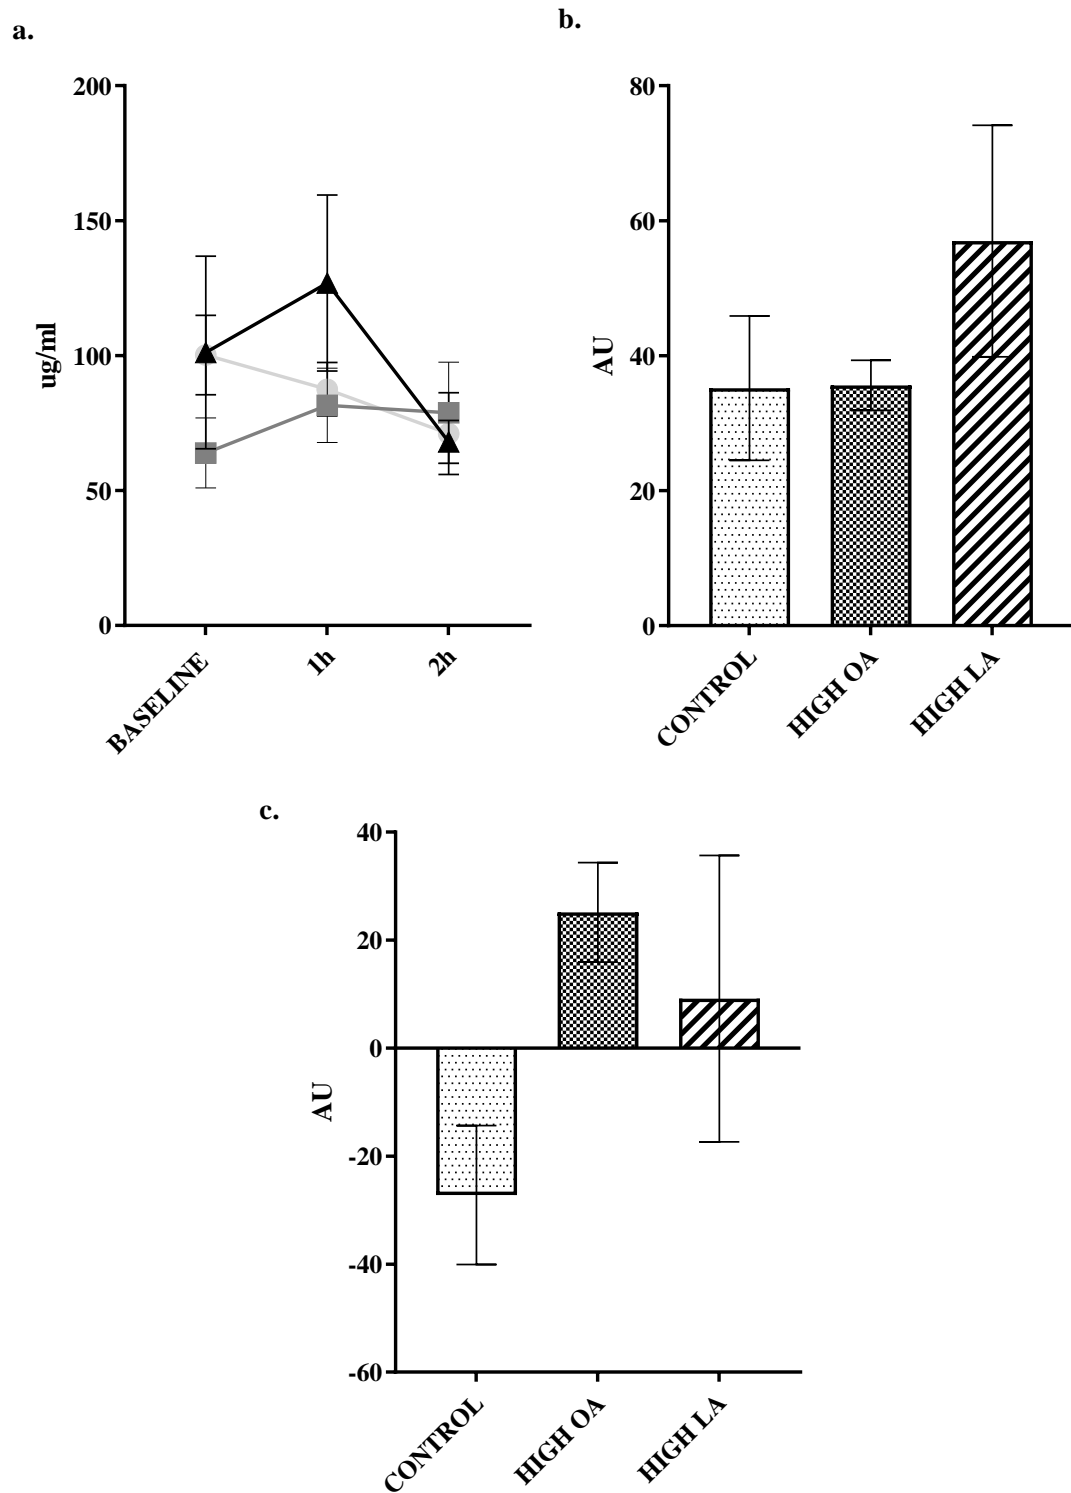 a.
200
150
100
50
0
ug/ml
BASELINE
1h
2h
b.
80
60
40
20
0
AU
CONTROL
HIGH OA
HIGH LA
c.
40
20
0
-20
-40
-60
AU
CONTROL
HIGH OA
HIGH LA